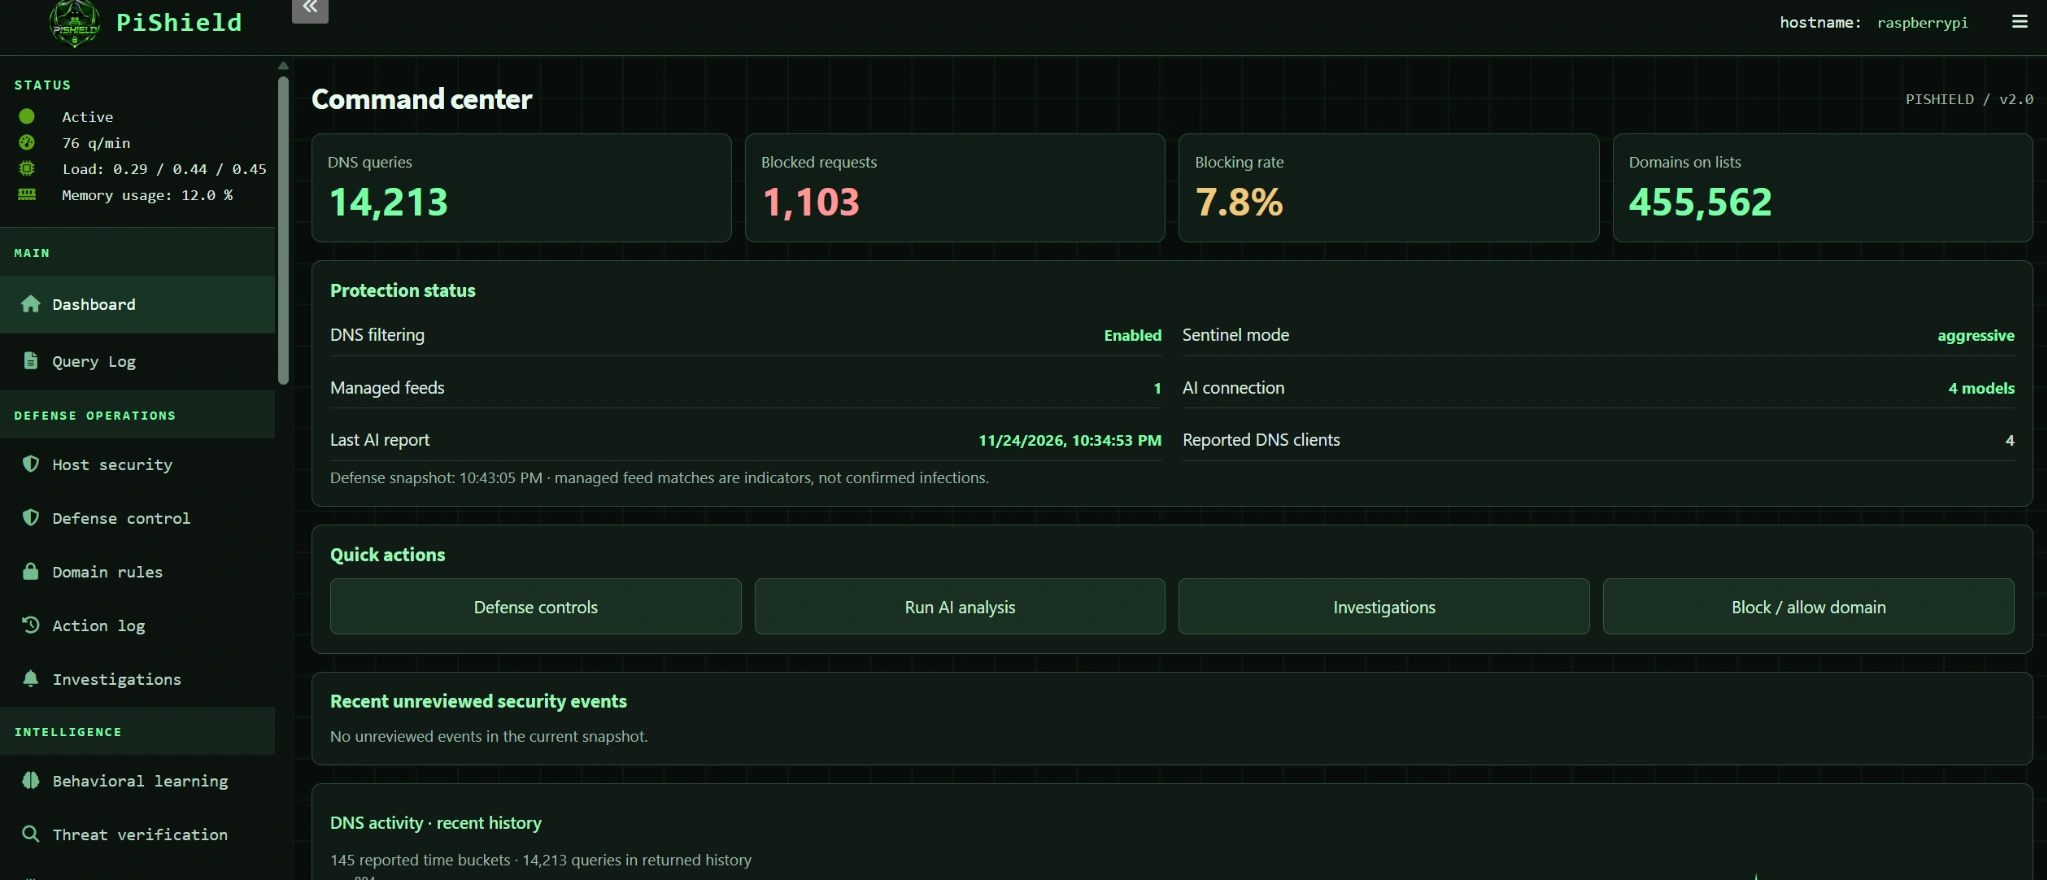 PISHIELD
PiShield
hostname: raspberrypi
STATUS
Active
76 q/min
Load: 0.29 / 0.44 / 0.45
Memory usage: 12.0 %
MAIN
Dashboard
Query Log
DEFENSE OPERATIONS
Host security
Defense control
Domain rules
Action log
Investigations
INTELLIGENCE
Behavioral learning
Threat verification
Command center
PISHIELD / v2.0
DNS queries
14,213
Blocked requests
1,103
Blocking rate
7.8%
Domains on lists
455,562
Protection status
DNS filtering Enabled
Sentinel mode aggressive
Managed feeds 1
AI connection 4 models
Last AI report 11/24/2026, 10:34:53 PM
Reported DNS clients 4
Defense snapshot: 10:43:05 PM · managed feed matches are indicators, not confirmed infections.
Quick actions
Defense controls
Run AI analysis
Investigations
Block / allow domain
Recent unreviewed security events
No unreviewed events in the current snapshot.
DNS activity · recent history
145 reported time buckets · 14,213 queries in returned history